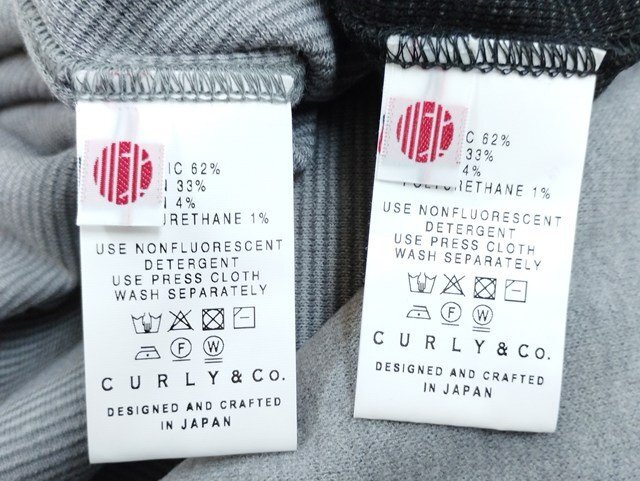 IC 62%
33%
4%
URETHANE 1%
USE NONFLUORESCENT
DETERGENT
USE PRESS CLOTH
WASH SEPARATELY
F W
CURLY & CO.
DESIGNED AND CRAFTED
IN JAPAN
C 62%
33%
4%
POLYURETHANE 1%
USE NONFLUORESCENT
DETERGENT
USE PRESS CLOTH
WASH SEPARATELY
F W
CURLY & CO.
DESIGNED AND CRAFTED
IN JAPAN